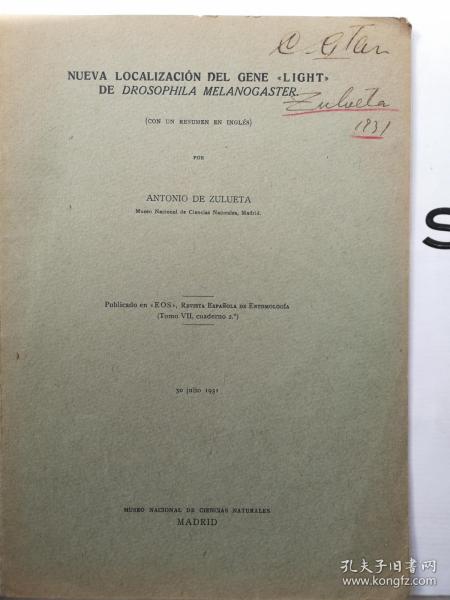 C. C. Tan
NUEVA LOCALIZACIÓN DEL GENE «LIGHT»
DE DROSOPHILA MELANOGASTER.
Zulueta
1931
(CON UN RESUMEN EN INGLÉS)
POR
ANTONIO DE ZULUETA
Museo Nacional de Ciencias Naturales, Madrid.
Publicado en «EOS», REVISTA ESPAÑOLA DE ENTOMOLOGÍA
(Tomo VII, cuaderno 2.º)
30 julio 1931
MUSEO NACIONAL DE CIENCIAS NATURALES
MADRID
S
孔夫子旧书网
www.kongfz.com